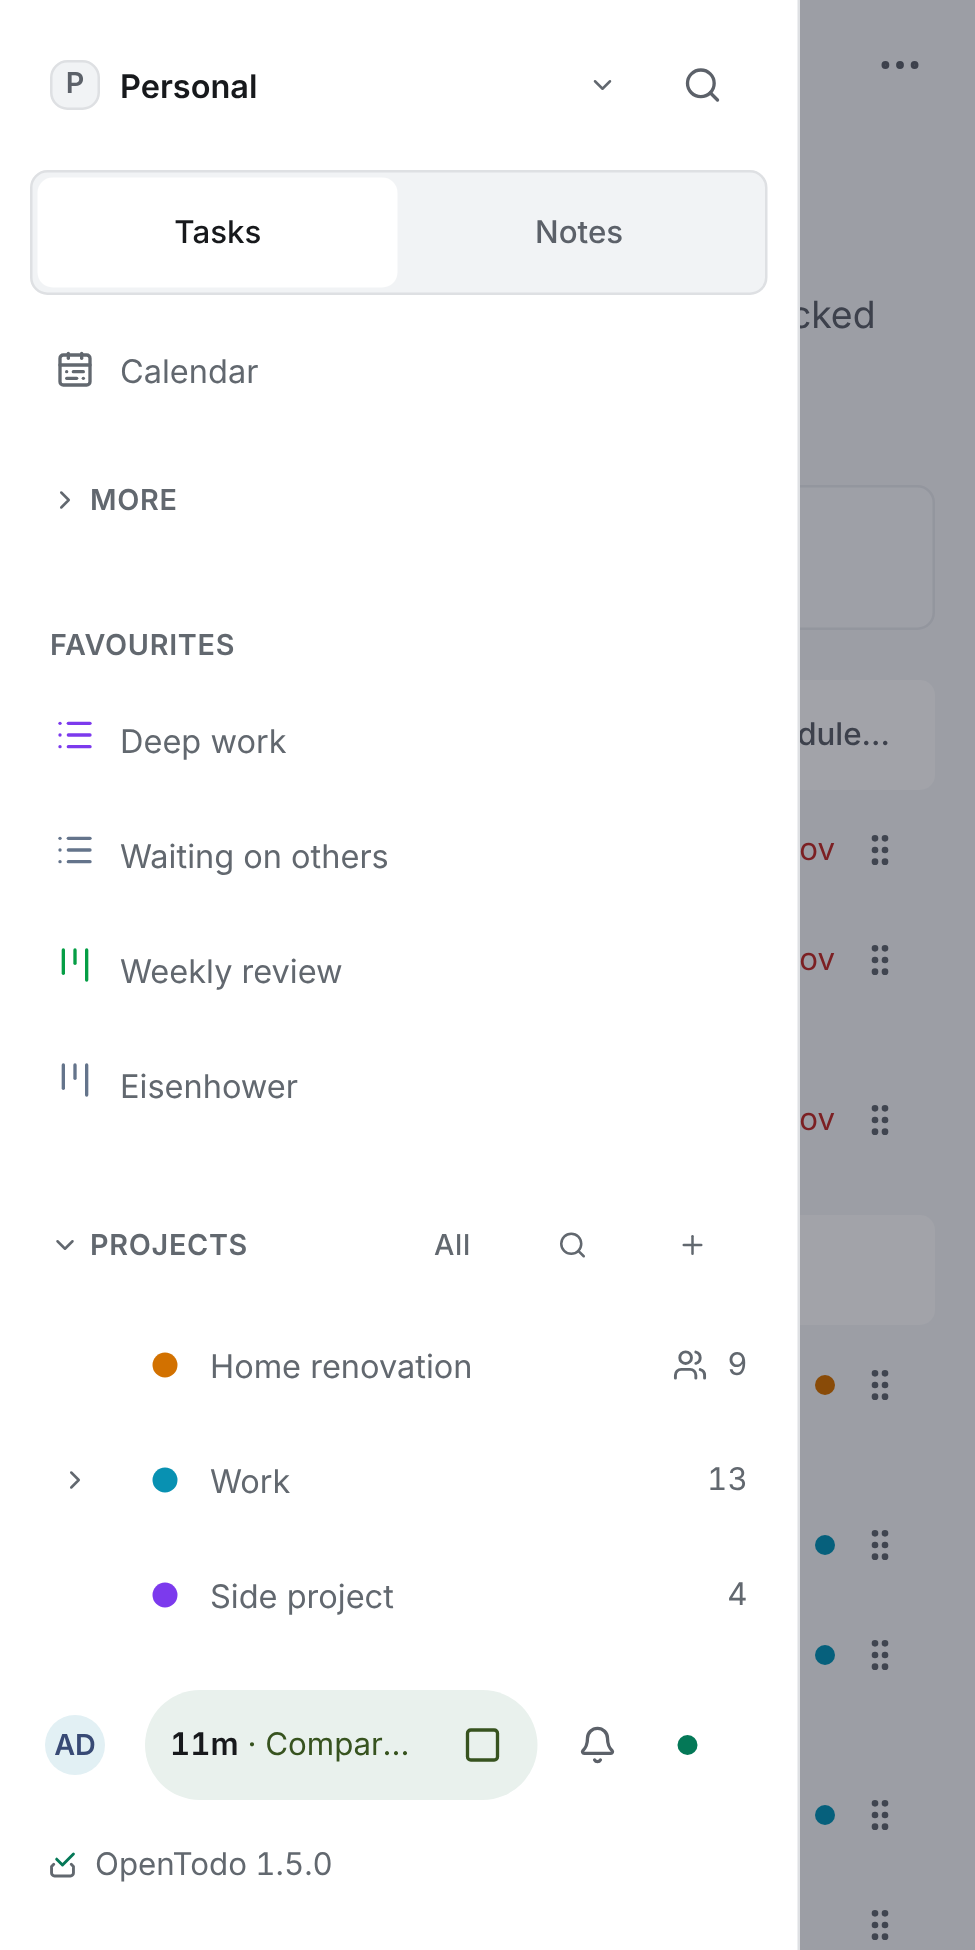 P Personal
Tasks Notes
Calendar
MORE
FAVOURITES
Deep work
Waiting on others
Weekly review
Eisenhower
PROJECTS All
Home renovation 9
Work 13
Side project 4
AD 11m · Compar...
OpenTodo 1.5.0
cked
dule...
ov
ov
ov